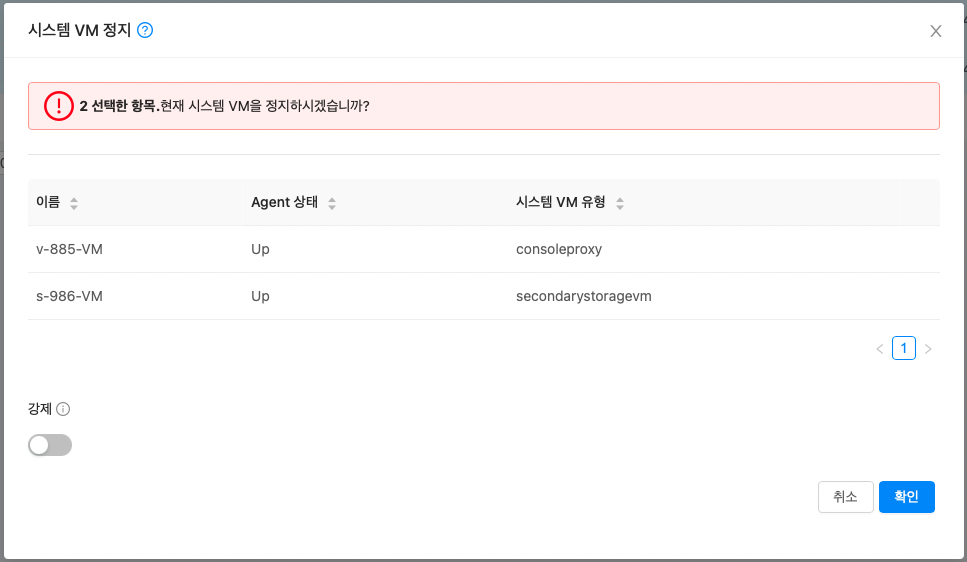 시스템 VM 정지
2 선택한 항목.현재 시스템 VM을 정지하시겠습니까?
이름 Agent 상태 시스템 VM 유형
v-885-VM Up consoleproxy
s-986-VM Up secondarystoragevm
1
강제
취소 확인